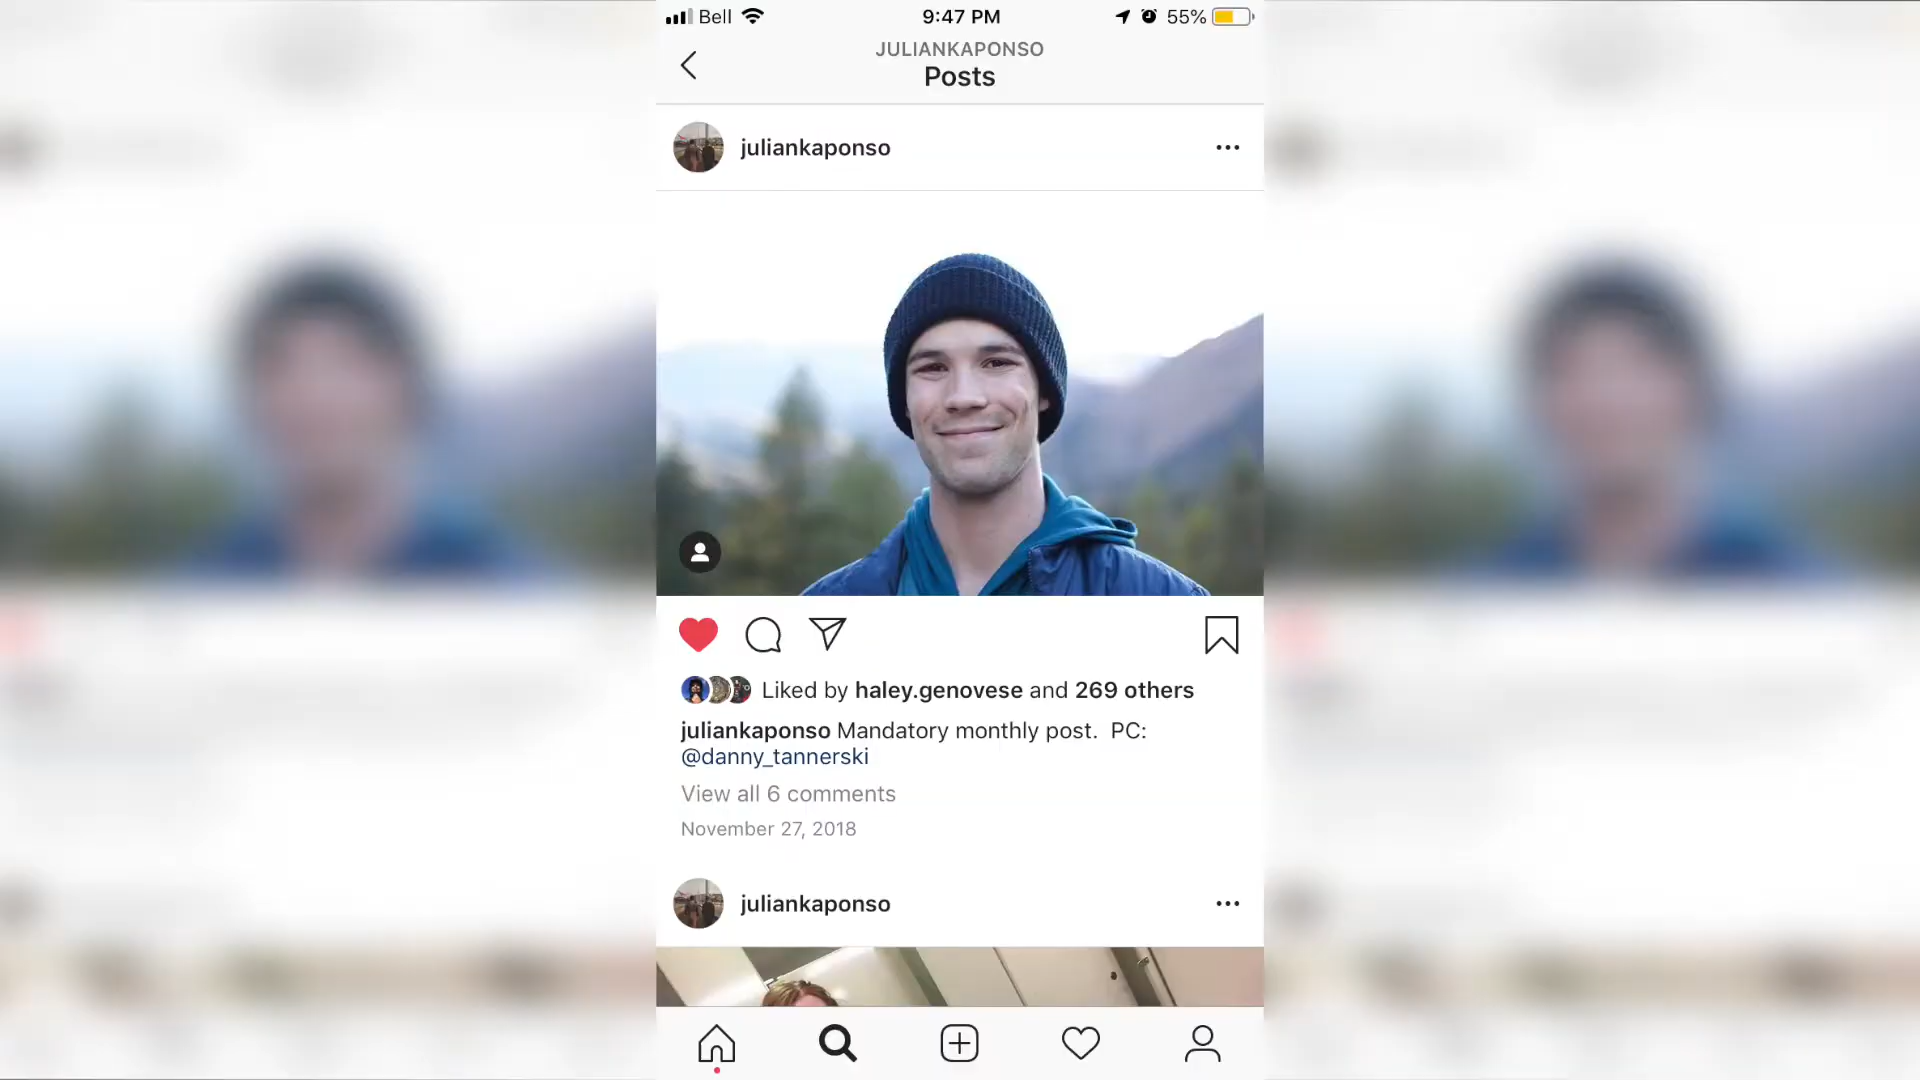 Bell 9:47 PM 55%
JULIANKAPONSO
Posts
juliankaponso
Liked by haley.genovese and 269 others
juliankaponso Mandatory monthly post.  PC:
@danny_tannerski
View all 6 comments
November 27, 2018
juliankaponso